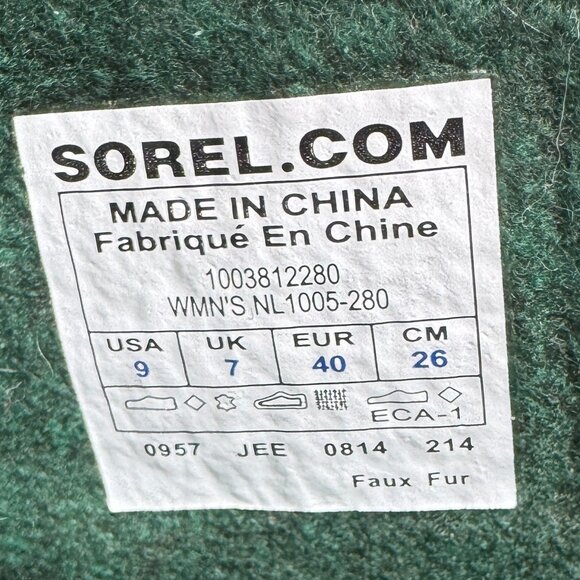 SOREL.COM
MADE IN CHINA
Fabriqué En Chine
1003812280
WMN'S NL1005-280
USA UK EUR CM
9 7 40 26
ECA-1
0957 JEE 0814 214
Faux Fur